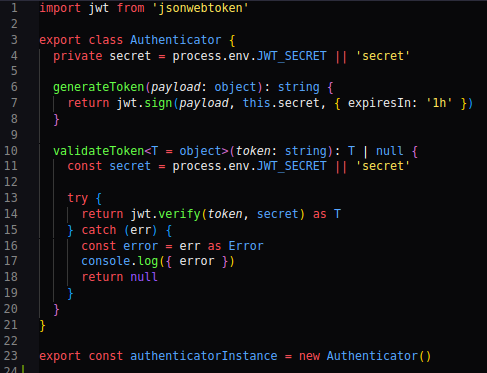 1 import jwt from 'jsonwebtoken'
2
3 export class Authenticator {
4   private secret = process.env.JWT_SECRET || 'secret'
5
6   generateToken(payload: object): string {
7     return jwt.sign(payload, this.secret, { expiresIn: '1h' })
8   }
9
10   validateToken<T = object>(token: string): T | null {
11     const secret = process.env.JWT_SECRET || 'secret'
12
13     try {
14       return jwt.verify(token, secret) as T
15     } catch (err) {
16       const error = err as Error
17       console.log({ error })
18       return null
19     }
20   }
21 }
22
23 export const authenticatorInstance = new Authenticator()
24